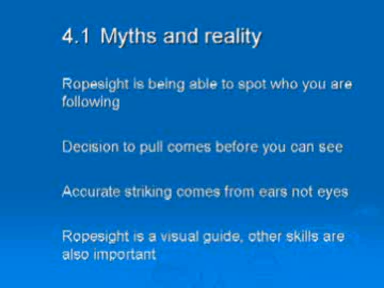 4.1 Myths and reality
Ropesight is being able to spot who you are
following
Decision to pull comes before you can see
Accurate striking comes from ears not eyes
Ropesight is a visual guide, other skills are
also important